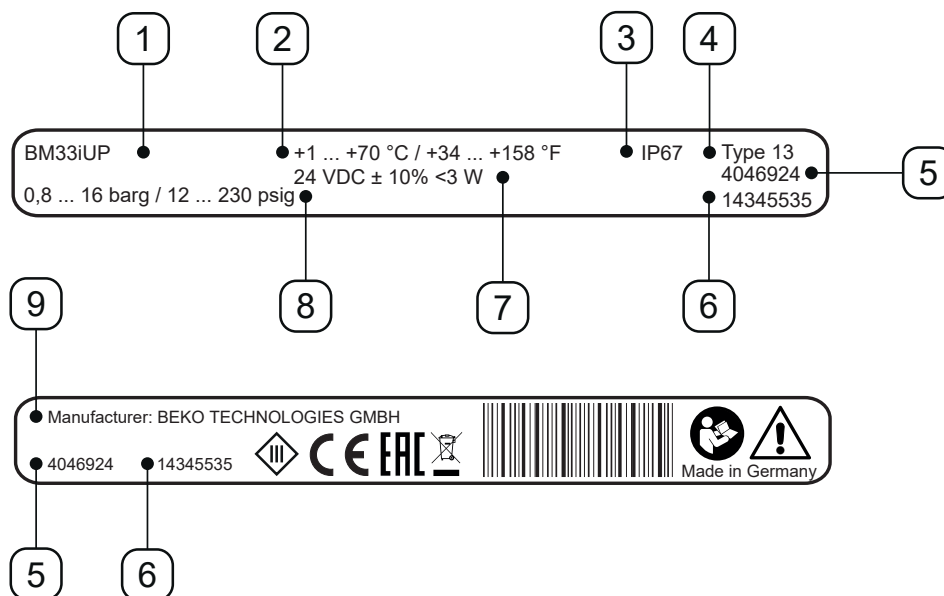 1 2 3 4
BM33iUP +1 ... +70 °C / +34 ... +158 °F IP67 Type 13
24 VDC ± 10% <3 W 4046924 5
0,8 ... 16 barg / 12 ... 230 psig 14345535
9 8 7 6
Manufacturer: BEKO TECHNOLOGIES GMBH
4046924 14345535 III CE EAC
Made in Germany
5 6